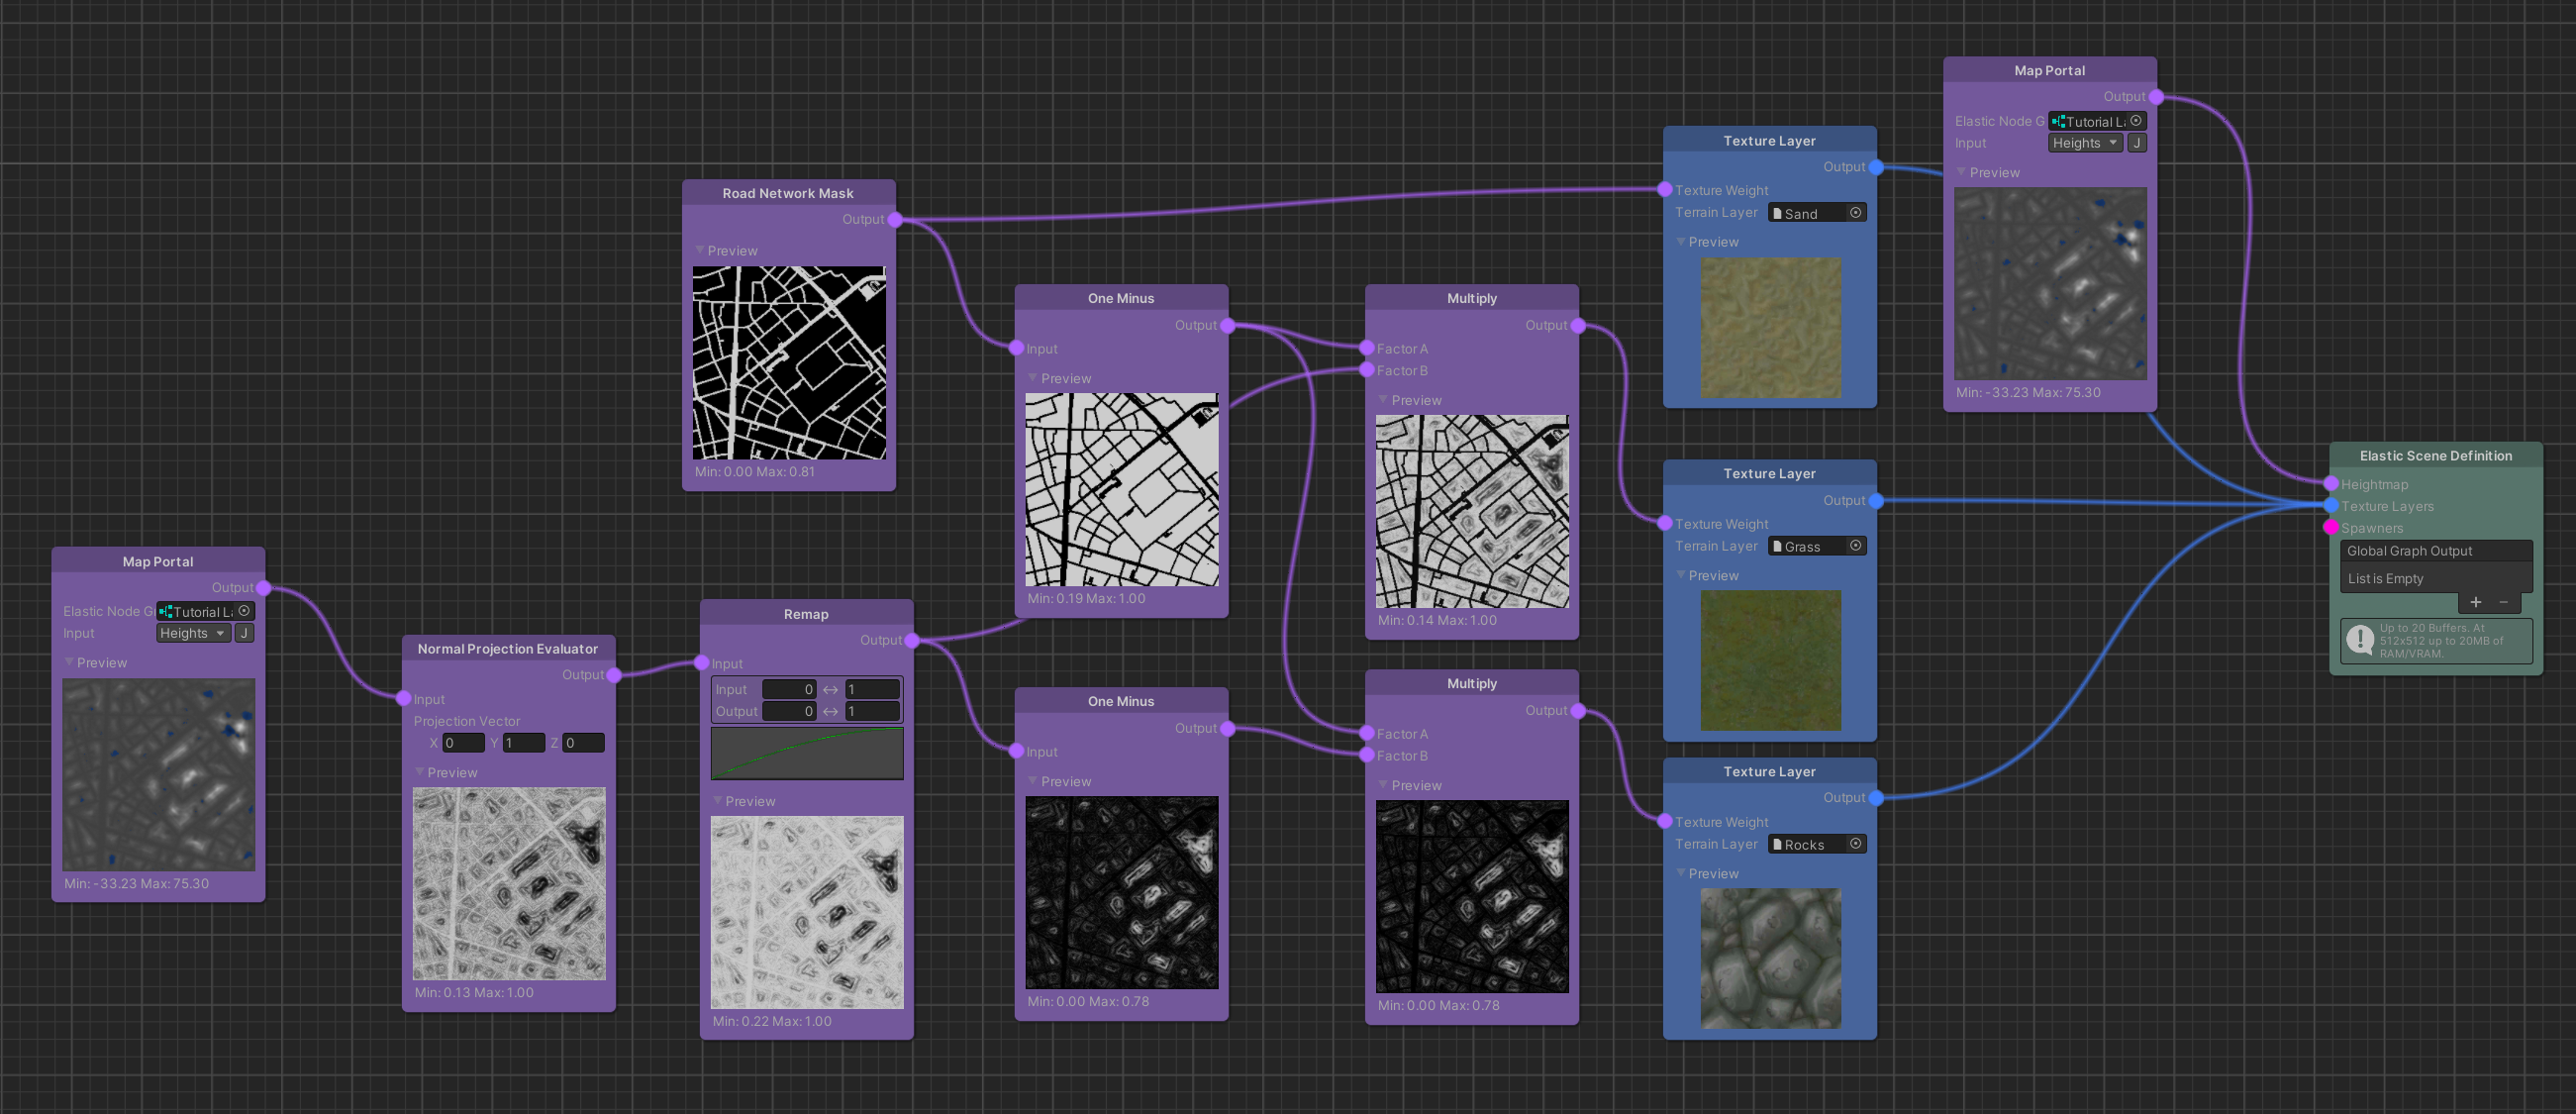 Map Portal
Output
Elastic Node G
Tutorial L
Input
Heights
J
Preview
Min: -33.23 Max: 75.30
Normal Projection Evaluator
Output
Input
Projection Vector
X 0 Y 1 Z 0
Preview
Min: 0.13 Max: 1.00
Road Network Mask
Output
Preview
Min: 0.00 Max: 0.81
Remap
Output
Input
Input 0 ↔ 1
Output 0 ↔ 1
Preview
Min: 0.22 Max: 1.00
One Minus
Output
Input
Preview
Min: 0.19 Max: 1.00
One Minus
Output
Input
Preview
Min: 0.00 Max: 0.78
Multiply
Output
Factor A
Factor B
Preview
Min: 0.14 Max: 1.00
Multiply
Output
Factor A
Factor B
Preview
Min: 0.00 Max: 0.78
Texture Layer
Output
Texture Weight
Terrain Layer Sand
Preview
Texture Layer
Output
Texture Weight
Terrain Layer Grass
Preview
Texture Layer
Output
Texture Weight
Terrain Layer Rocks
Preview
Map Portal
Output
Elastic Node G
Tutorial L
Input
Heights
J
Preview
Min: -33.23 Max: 75.30
Elastic Scene Definition
Heightmap
Texture Layers
Spawners
Global Graph Output
List is Empty
+ −
! Up to 20 Buffers. At
512x512 up to 20MB of
RAM/VRAM.